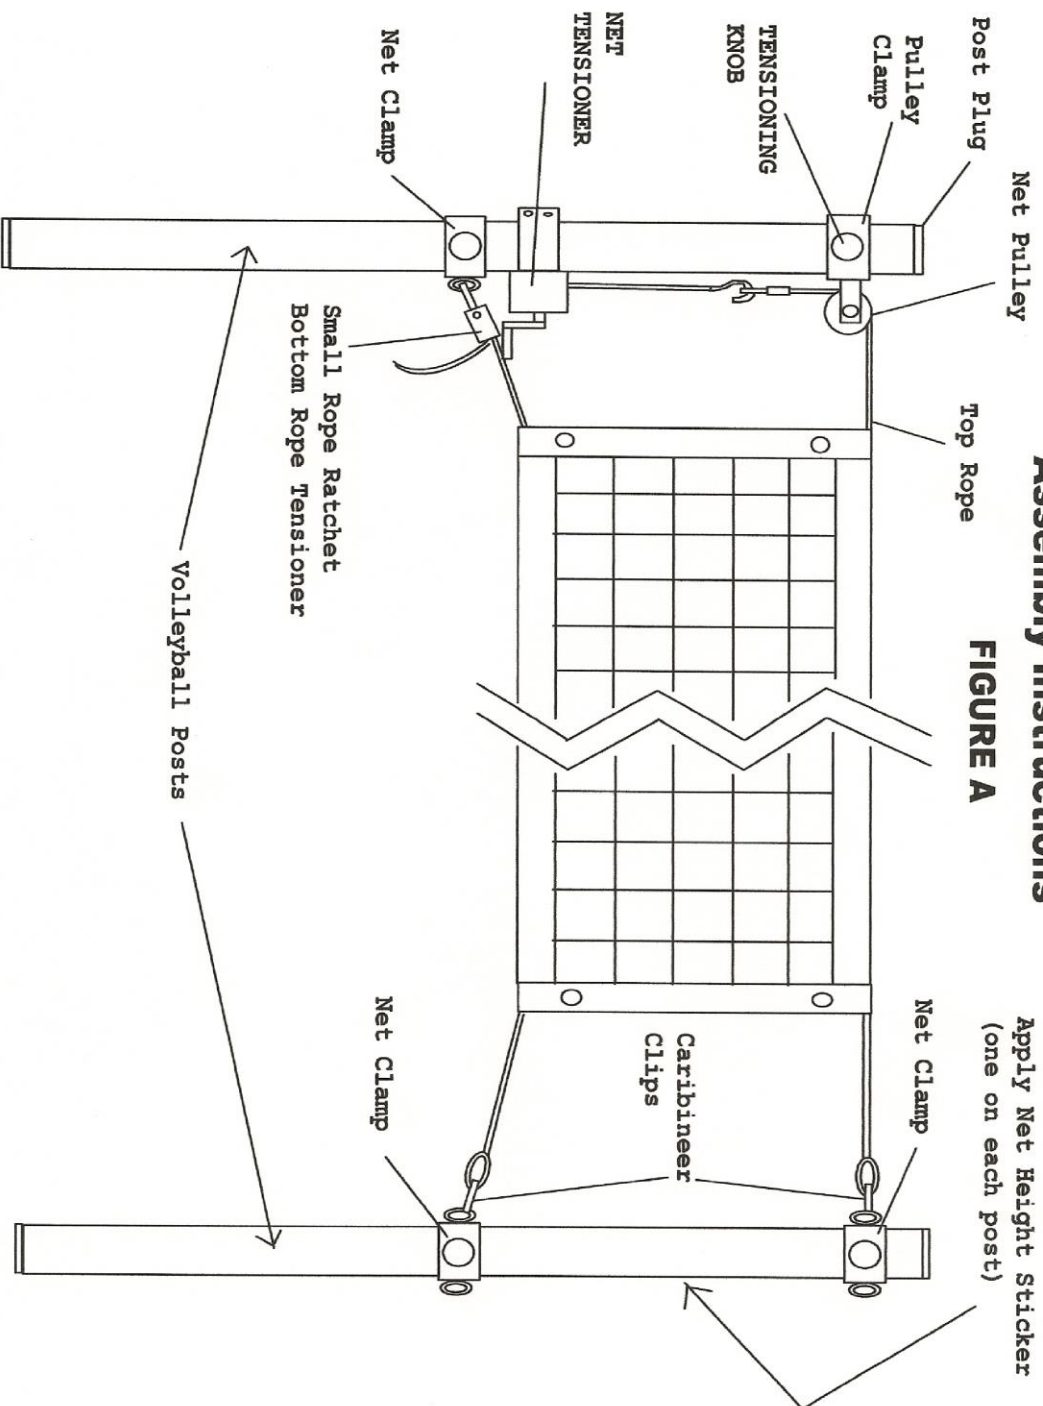 Assembly Instructions
FIGURE A
Apply Net Height Sticker
(one on each post)
Post Plug
Net Pulley
Pulley
Clamp
Top Rope
TENSIONING
KNOB
NET
TENSIONER
Net Clamp
Small Rope Ratchet
Bottom Rope Tensioner
Net Clamp
Caribineer
Clips
Net Clamp
Volleyball Posts